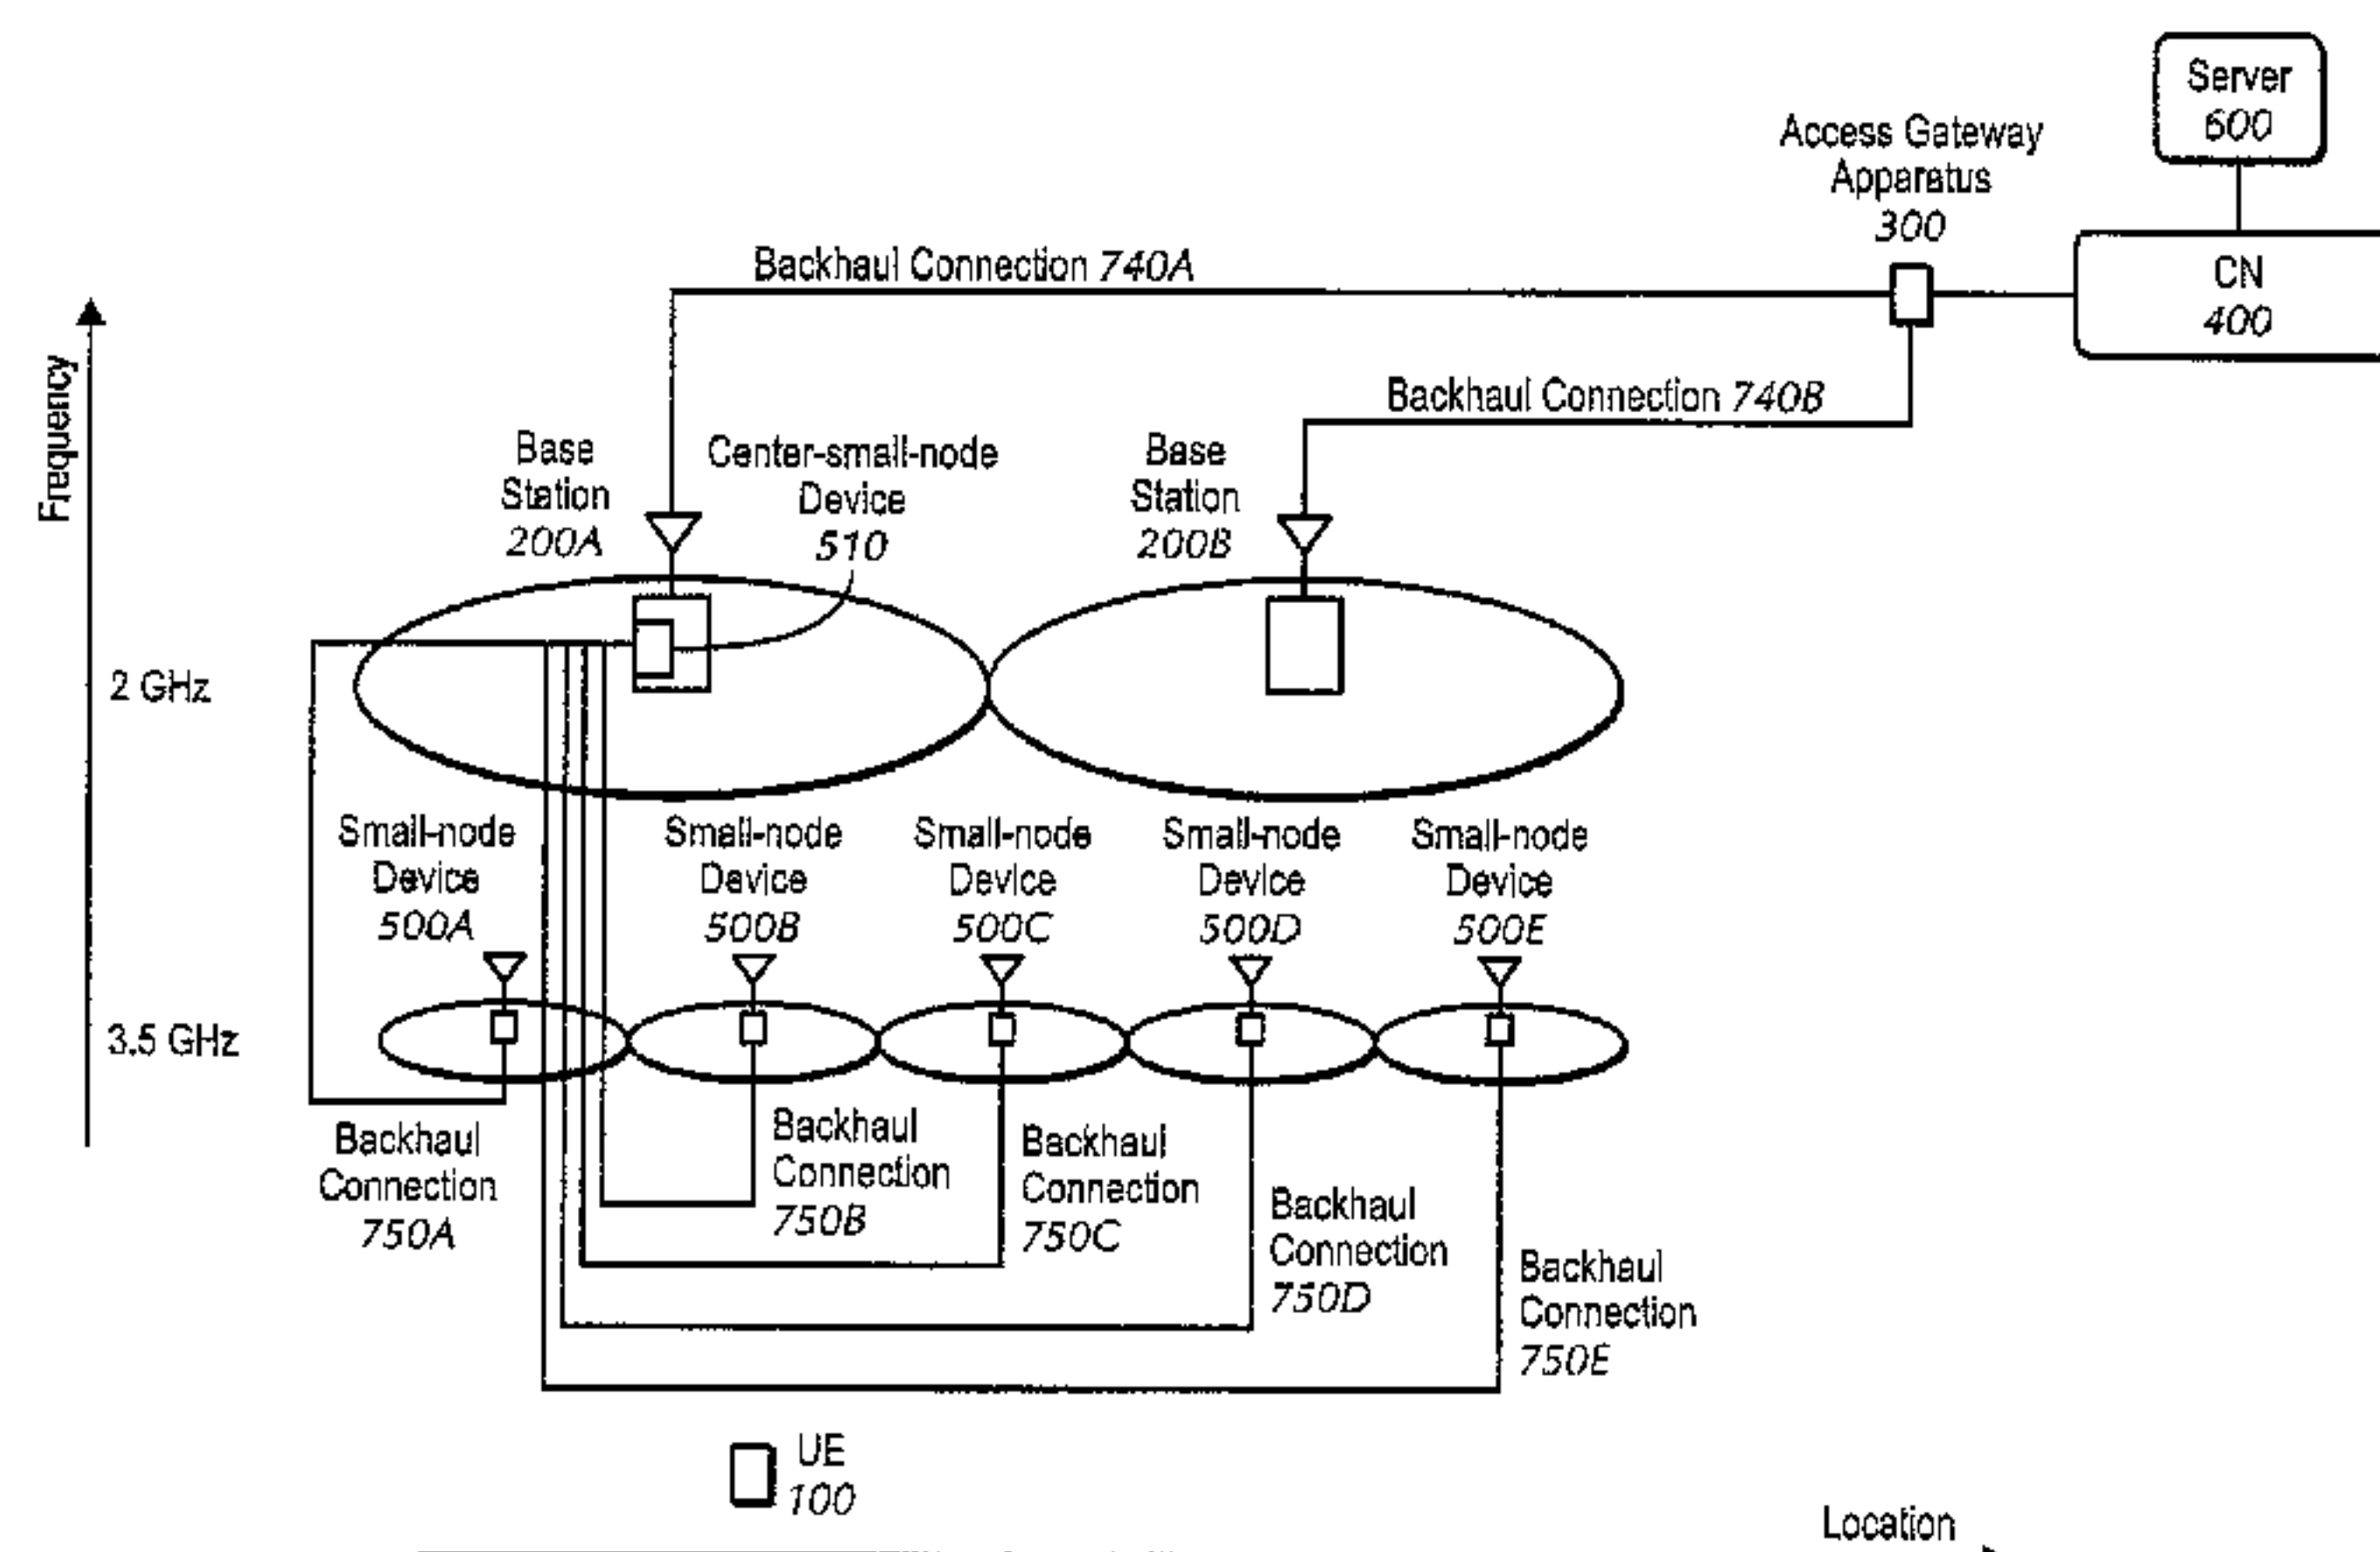 Server
600
Access Gateway
Apparatus
300
CN
400
Backhaul Connection 740A
Backhaul Connection 740B
Frequency
Base
Station
200A
Center-small-node
Device
510
Base
Station
200B
2 GHz
Small-node
Device
500A
Small-node
Device
500B
Small-node
Device
500C
Small-node
Device
500D
Small-node
Device
500E
3.5 GHz
Backhaul
Connection
750A
Backhaul
Connection
750B
Backhaul
Connection
750C
Backhaul
Connection
750D
Backhaul
Connection
750E
UE
100
Location